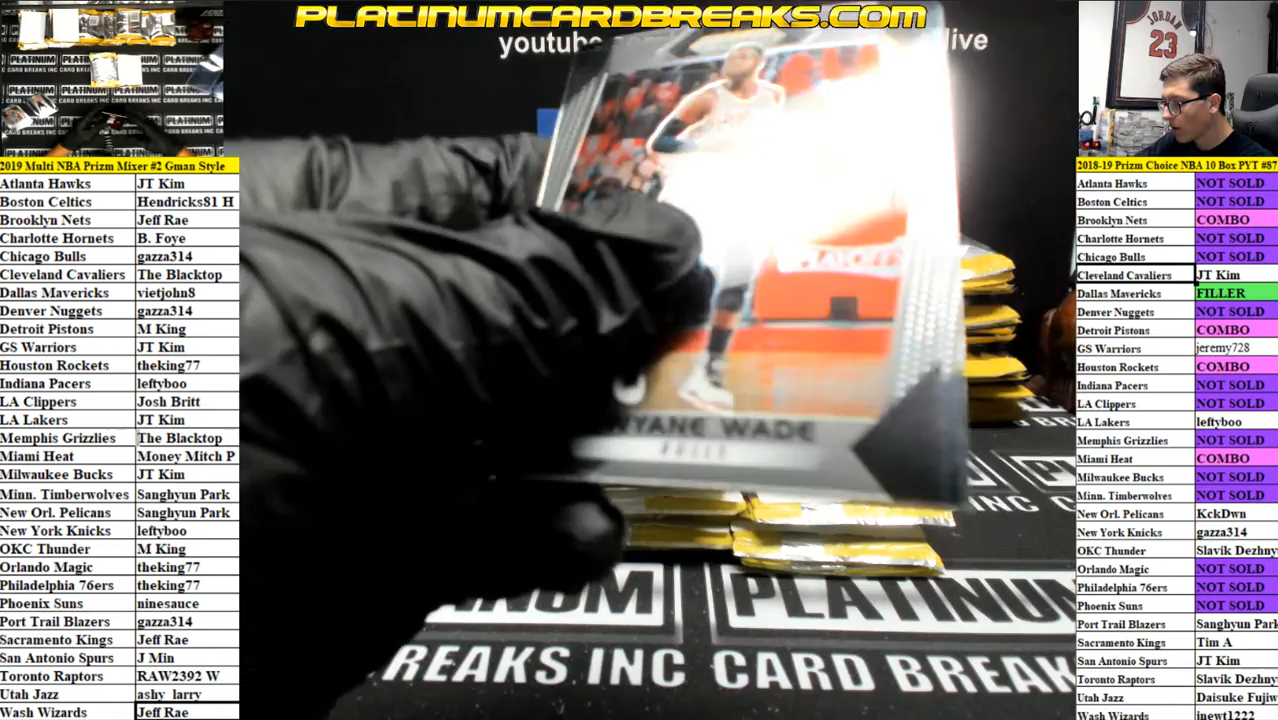 PLATINUMCARDBREAKS.COM
youtube
live
JORDAN
23
2019 Multi NBA Prizm Mixer #2 Gman Style
Atlanta Hawks JT Kim
Boston Celtics Hendricks81 H
Brooklyn Nets Jeff Rae
Charlotte Hornets B. Foye
Chicago Bulls gazza314
Cleveland Cavaliers The Blacktop
Dallas Mavericks vietjohn8
Denver Nuggets gazza314
Detroit Pistons M King
GS Warriors JT Kim
Houston Rockets theking77
Indiana Pacers leftyboo
LA Clippers Josh Britt
LA Lakers JT Kim
Memphis Grizzlies The Blacktop
Miami Heat Money Mitch P
Milwaukee Bucks JT Kim
Minn. Timberwolves Sanghyun Park
New Orl. Pelicans Sanghyun Park
New York Knicks leftyboo
OKC Thunder M King
Orlando Magic theking77
Philadelphia 76ers theking77
Phoenix Suns ninesauce
Port Trail Blazers gazza314
Sacramento Kings Jeff Rae
San Antonio Spurs J Min
Toronto Raptors RAW2392 W
Utah Jazz ashy_larry
Wash Wizards Jeff Rae
NYANE WADE
BULLS
PLATINUM
BREAKS INC CARD BREAK
2018-19 Prizm Choice NBA 10 Box PYT #87
Atlanta Hawks NOT SOLD
Boston Celtics NOT SOLD
Brooklyn Nets COMBO
Charlotte Hornets NOT SOLD
Chicago Bulls NOT SOLD
Cleveland Cavaliers JT Kim
Dallas Mavericks FILLER
Denver Nuggets NOT SOLD
Detroit Pistons COMBO
GS Warriors jeremy728
Houston Rockets COMBO
Indiana Pacers NOT SOLD
LA Clippers NOT SOLD
LA Lakers leftyboo
Memphis Grizzlies NOT SOLD
Miami Heat COMBO
Milwaukee Bucks NOT SOLD
Minn. Timberwolves NOT SOLD
New Orl. Pelicans KckDwn
New York Knicks gazza314
OKC Thunder Slavik Dezhny
Orlando Magic NOT SOLD
Philadelphia 76ers NOT SOLD
Phoenix Suns NOT SOLD
Port Trail Blazers Sanghyun Park
Sacramento Kings Tim A
San Antonio Spurs JT Kim
Toronto Raptors Slavik Dezhny
Utah Jazz Daisuke Fujiw
Wash Wizards inewt1222